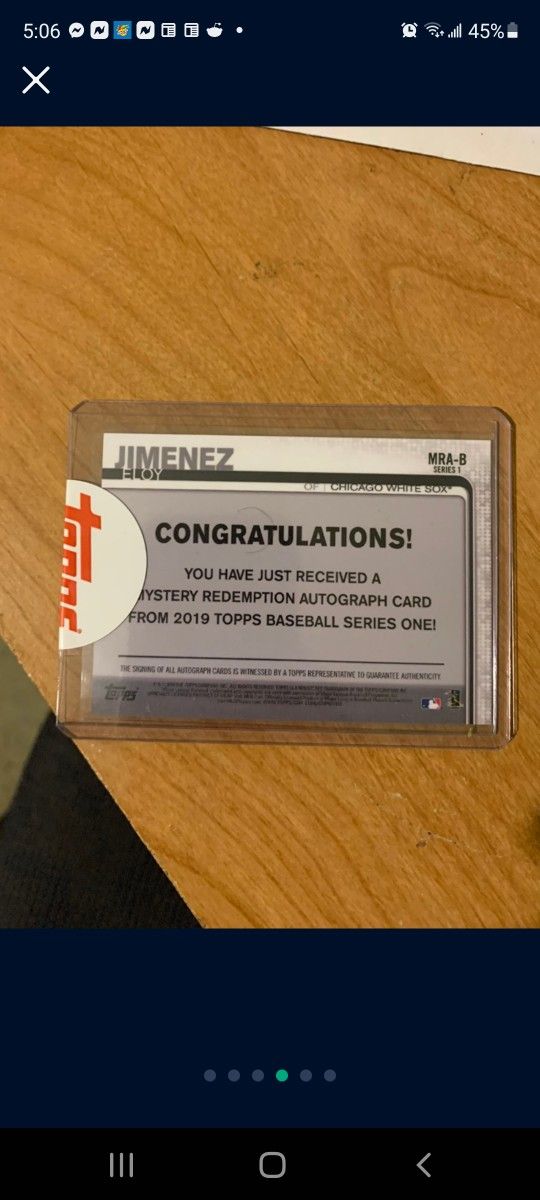 5:06
45%
JIMENEZ
ELOY
MRA-B
SERIES 1
OF | CHICAGO WHITE SOX®
CONGRATULATIONS!
YOU HAVE JUST RECEIVED A
MYSTERY REDEMPTION AUTOGRAPH CARD
FROM 2019 TOPPS BASEBALL SERIES ONE!
THE SIGNING OF ALL AUTOGRAPH CARDS IS WITNESSED BY A TOPPS REPRESENTATIVE TO GUARANTEE AUTHENTICITY.
topps
TOPPS